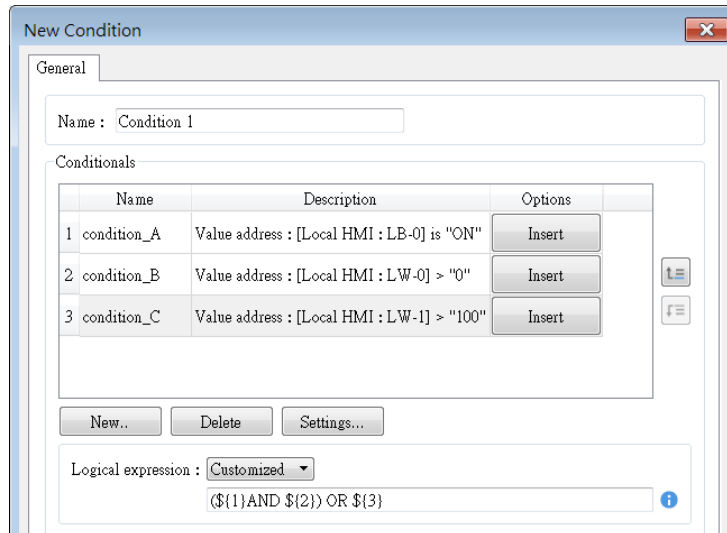 New Condition
General
Name : Condition 1
Conditionals
Name Description Options
1 condition_A Value address : [Local HMI : LB-0] is "ON" Insert
2 condition_B Value address : [Local HMI : LW-0] > "0" Insert
3 condition_C Value address : [Local HMI : LW-1] > "100" Insert
New.. Delete Settings...
Logical expression : Customized
(${1}AND ${2}) OR ${3}